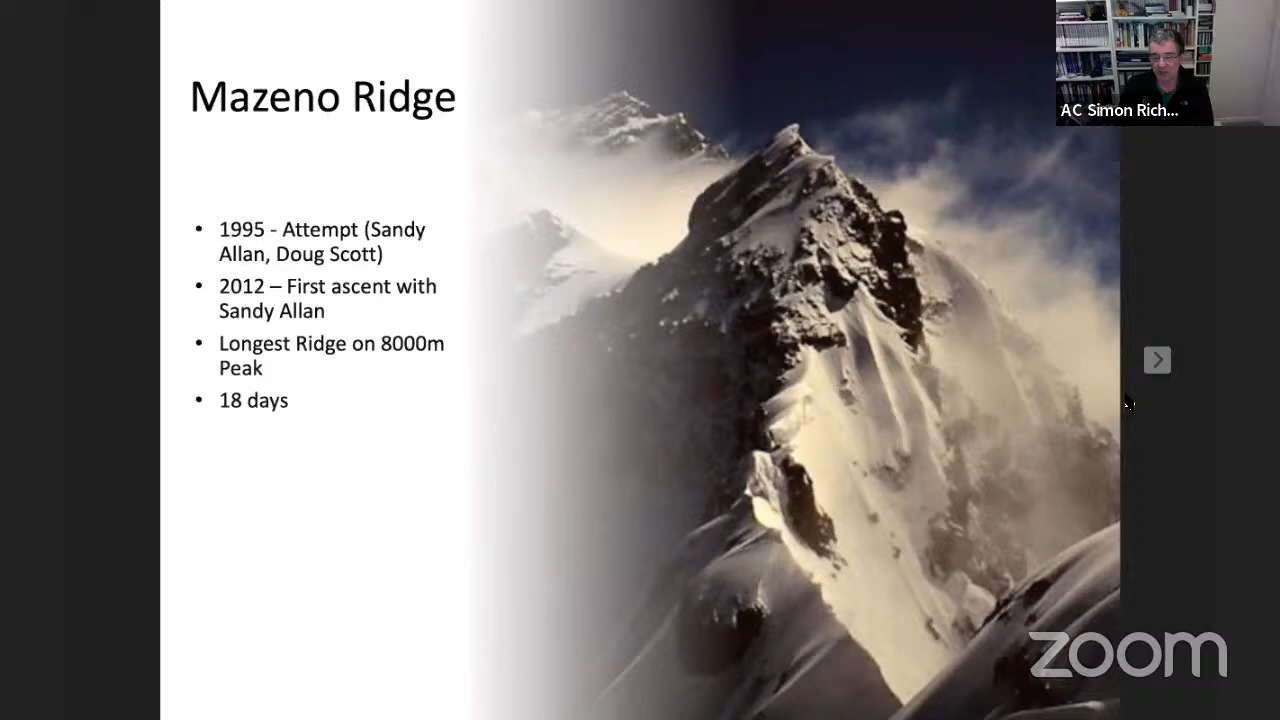 Mazeno Ridge
• 1995 - Attempt (Sandy
Allan, Doug Scott)
• 2012 – First ascent with
Sandy Allan
• Longest Ridge on 8000m
Peak
• 18 days
AC Simon Rich...
zoom